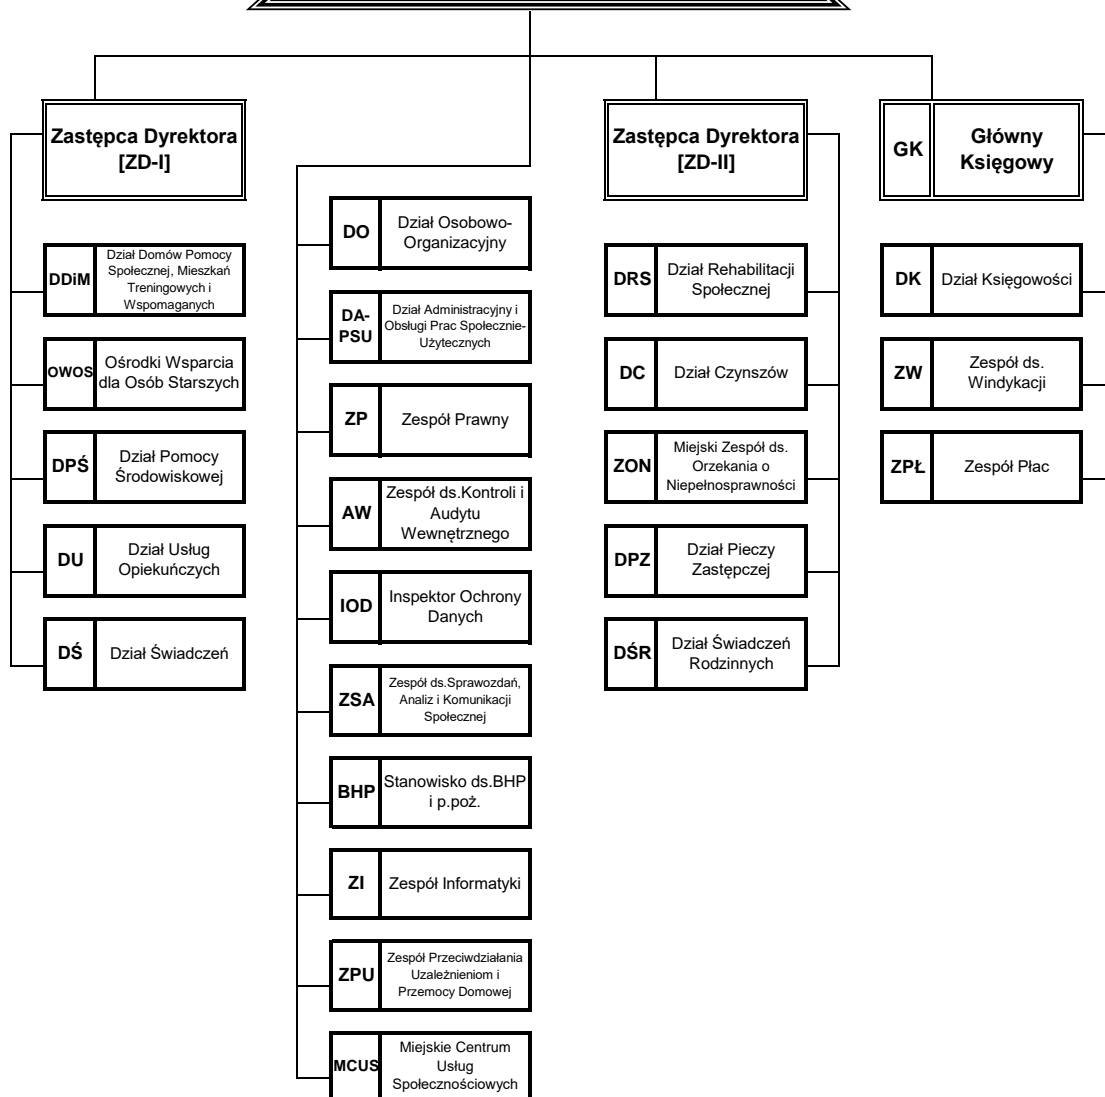 Zastępca Dyrektora
[ZD-I]
DDiM
Dział Domów Pomocy
Społecznej, Mieszkań
Treningowych i
Wspomaganych
OWOS
Ośrodki Wsparcia
dla Osób Starszych
DPŚ
Dział Pomocy
Środowiskowej
DU
Dział Usług
Opiekuńczych
DŚ
Dział Świadczeń
DO
Dział Osobowo-
Organizacyjny
DA-
PSU
Dział Administracyjny i
Obsługi Prac Społecznie-
Użytecznych
ZP
Zespół Prawny
AW
Zespół ds.Kontroli i
Audytu
Wewnętrznego
IOD
Inspektor Ochrony
Danych
ZSA
Zespół ds.Sprawozdań,
Analiz i Komunikacji
Społecznej
BHP
Stanowisko ds.BHP
i p.poż.
ZI
Zespół Informatyki
ZPU
Zespół Przeciwdziałania
Uzależnieniom i
Przemocy Domowej
MCUS
Miejskie Centrum
Usług
Społecznościowych
Zastępca Dyrektora
[ZD-II]
DRS
Dział Rehabilitacji
Społecznej
DC
Dział Czynszów
ZON
Miejski Zespół ds.
Orzekania o
Niepełnosprawności
DPZ
Dział Pieczy
Zastępczej
DŚR
Dział Świadczeń
Rodzinnych
GK
Główny
Księgowy
DK
Dział Księgowości
ZW
Zespół ds.
Windykacji
ZPŁ
Zespół Płac